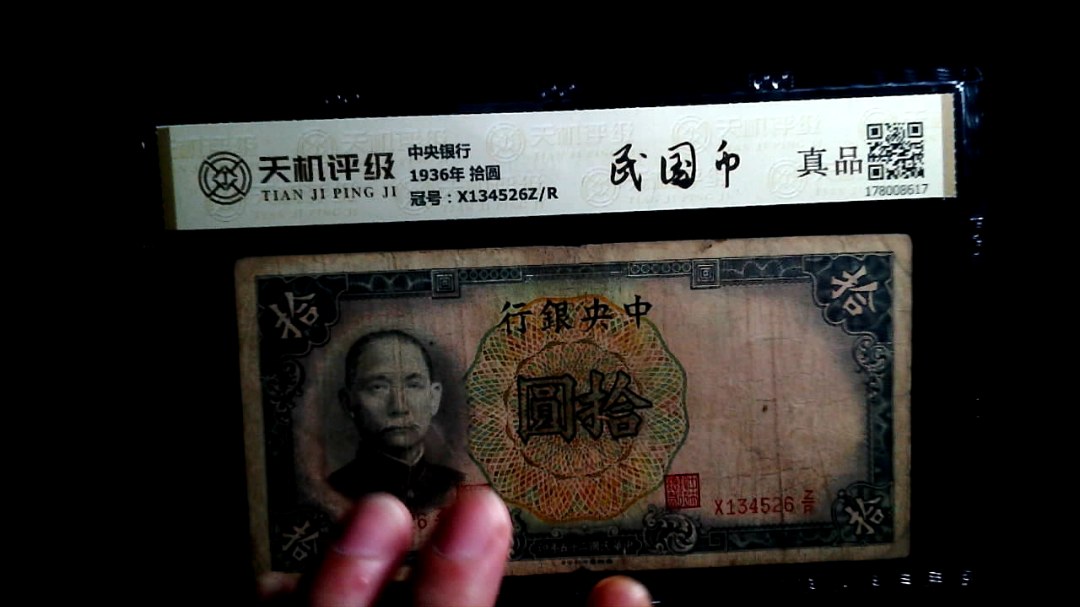 天机评级
TIAN JI PING JI
中央银行
1936年 拾圆
冠号：X134526Z/R
民国币
真品
178008617
拾
拾
行銀央中
圓拾
X134526 Z/R
拾
拾